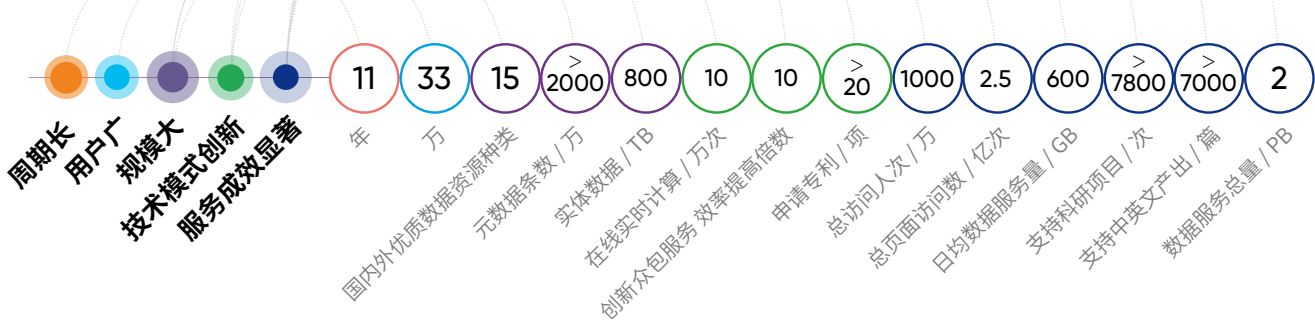 周期长
用户广
规模大
技术模式创新
服务成效显著
11
年
33
万
15
国内外优质数据资源种类
>
2000
元数据条数 / 万
800
实体数据 / TB
10
在线实时计算 / 万次
10
创新众包服务 效率提高倍数
>
20
申请专利 / 项
1000
总访问人次 / 万
2.5
总页面访问数 / 亿次
600
日均数据服务量 / GB
>
7800
支持科研项目 / 次
>
7000
支持中英文产出 / 篇
2
数据服务总量 / PB